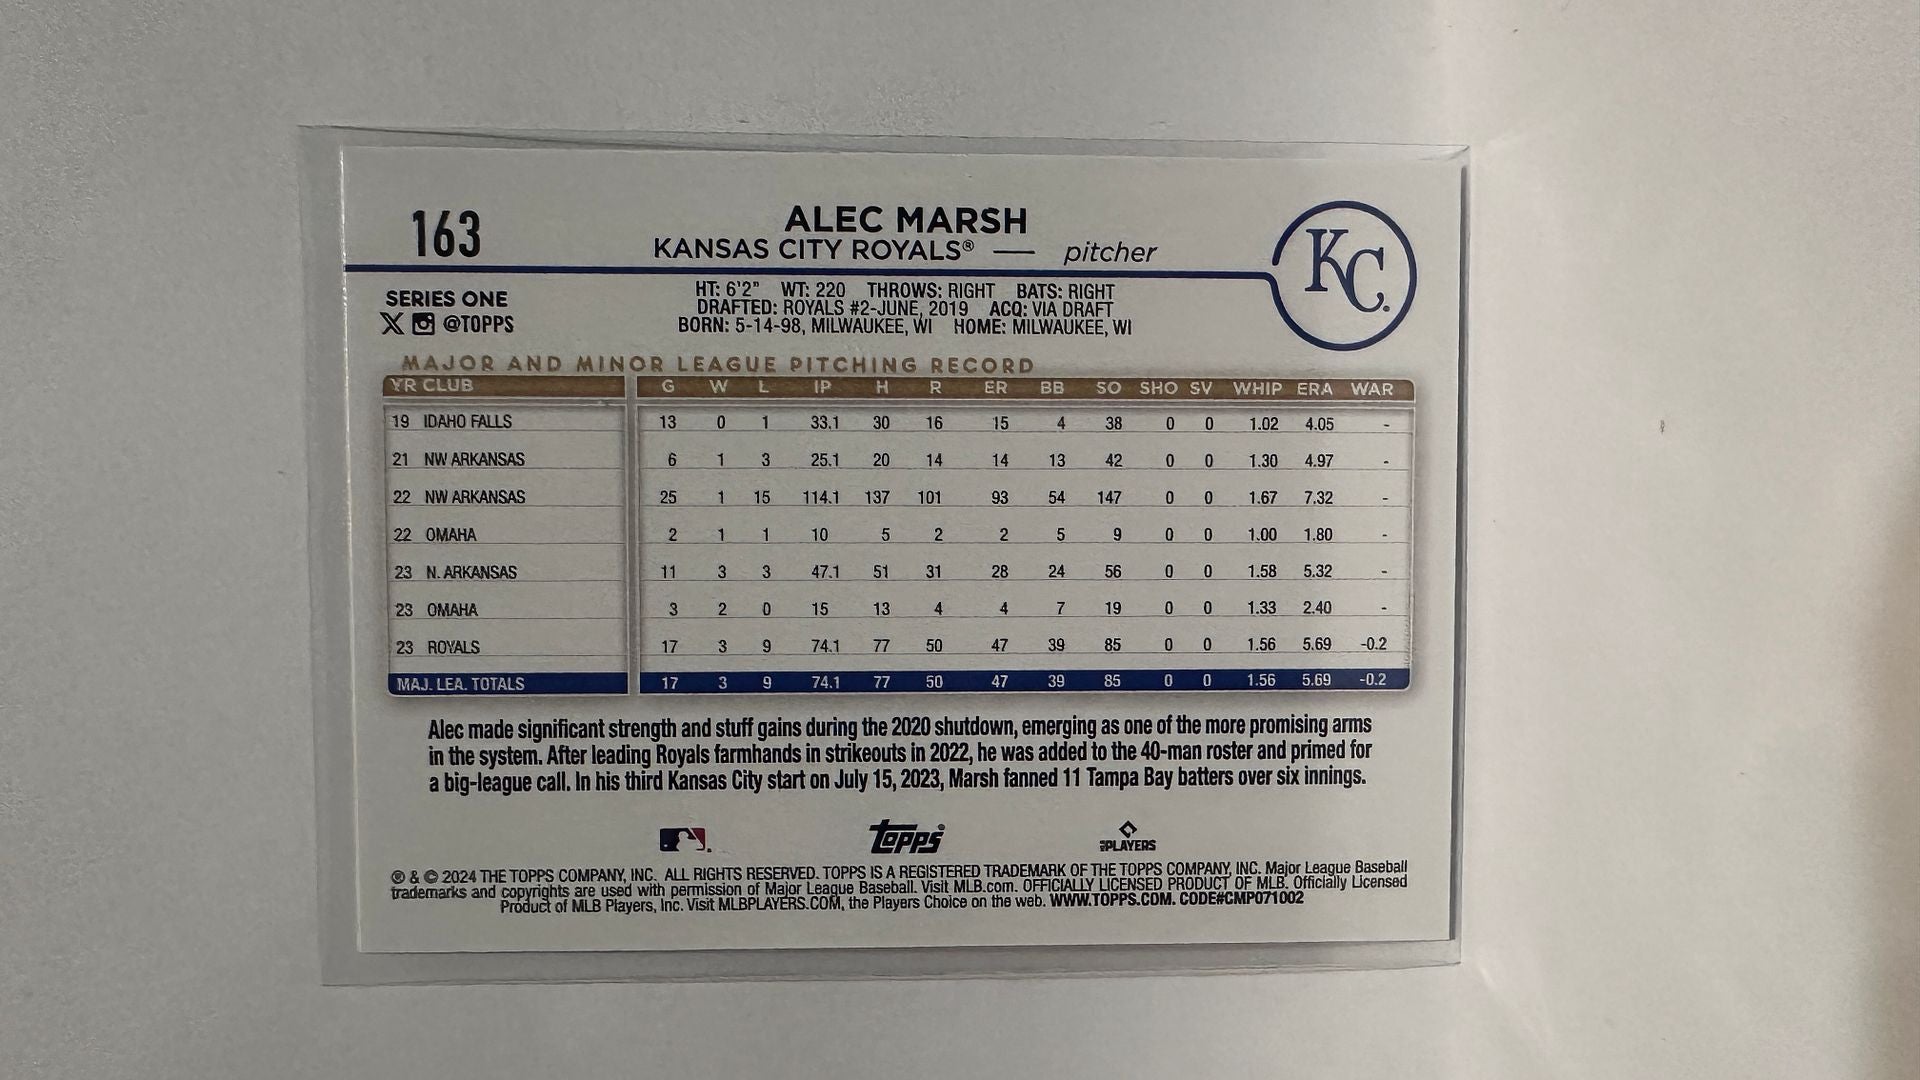 163
ALEC MARSH
KANSAS CITY ROYALS® — pitcher
KC
SERIES ONE
@TOPPS
HT: 6'2" WT: 220 THROWS: RIGHT BATS: RIGHT
DRAFTED: ROYALS #2-JUNE, 2019 ACQ: VIA DRAFT
BORN: 5-14-98, MILWAUKEE, WI HOME: MILWAUKEE, WI
MAJOR AND MINOR LEAGUE PITCHING RECORD
YR CLUB G W L IP H R ER BB SO SHO SV WHIP ERA WAR
19 IDAHO FALLS 13 0 1 33.1 30 16 15 4 38 0 0 1.02 4.05 -
21 NW ARKANSAS 6 1 3 25.1 20 14 14 13 42 0 0 1.30 4.97 -
22 NW ARKANSAS 25 1 15 114.1 137 101 93 54 147 0 0 1.67 7.32 -
22 OMAHA 2 1 1 10 5 2 2 5 9 0 0 1.00 1.80 -
23 N. ARKANSAS 11 3 3 47.1 51 31 28 24 56 0 0 1.58 5.32 -
23 OMAHA 3 2 0 15 13 4 4 7 19 0 0 1.33 2.40 -
23 ROYALS 17 3 9 74.1 77 50 47 39 85 0 0 1.56 5.69 -0.2
MAJ. LEA. TOTALS 17 3 9 74.1 77 50 47 39 85 0 0 1.56 5.69 -0.2
Alec made significant strength and stuff gains during the 2020 shutdown, emerging as one of the more promising arms
in the system. After leading Royals farmhands in strikeouts in 2022, he was added to the 40-man roster and primed for
a big-league call. In his third Kansas City start on July 15, 2023, Marsh fanned 11 Tampa Bay batters over six innings.
topps®
MLB PLAYERS
® & © 2024 THE TOPPS COMPANY, INC. ALL RIGHTS RESERVED. TOPPS IS A REGISTERED TRADEMARK OF THE TOPPS COMPANY, INC. Major League Baseball
trademarks and copyrights are used with permission of Major League Baseball. Visit MLB.com. OFFICIALLY LICENSED PRODUCT OF MLB. Officially Licensed
Product of MLB Players, Inc. Visit MLBPLAYERS.COM, the Players Choice on the web. WWW.TOPPS.COM. CODE#CMP071002